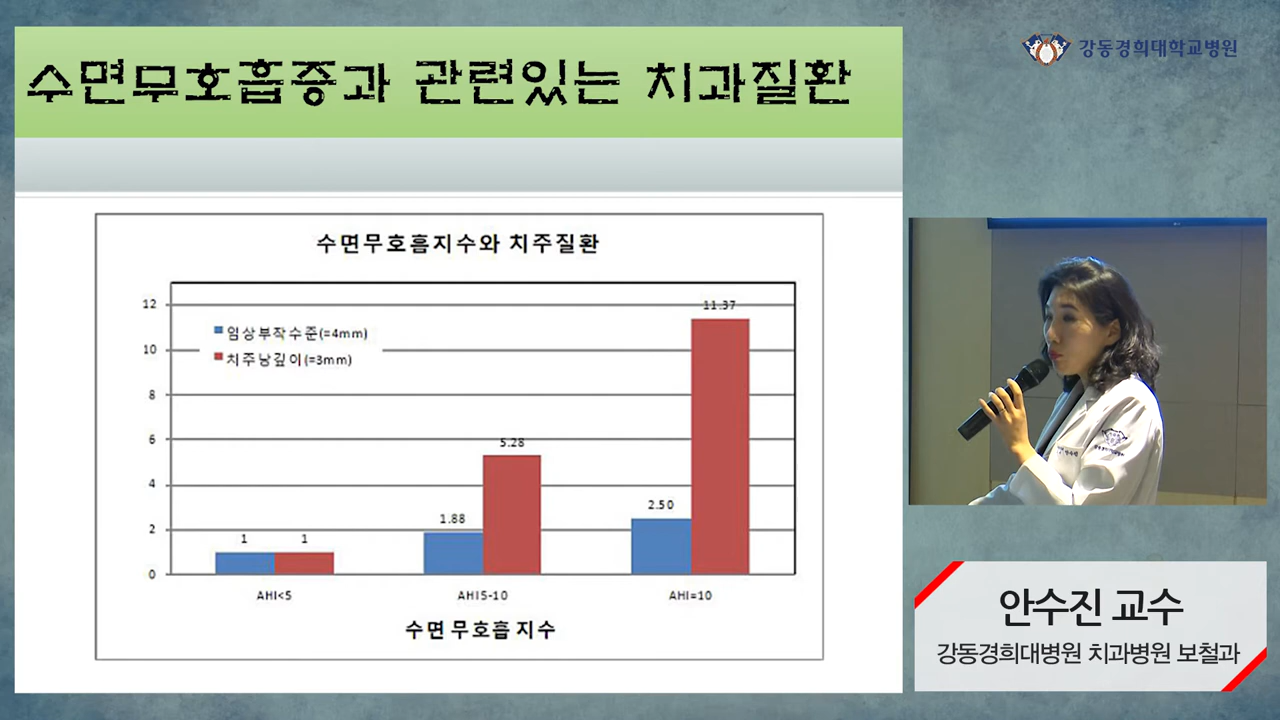 수면무호흡증과 관련있는 치과질환
강동경희대학교병원
수면무호흡지수와 치주질환
12
10
8
6
4
2
0
임상부착수준(=4mm)
치주낭깊이(=3mm)
1
1
1.88
5.28
2.50
11.37
AHI<5
AHI5-10
AHI=10
수면 무호흡 지수
안수진 교수
강동경희대병원 치과병원 보철과